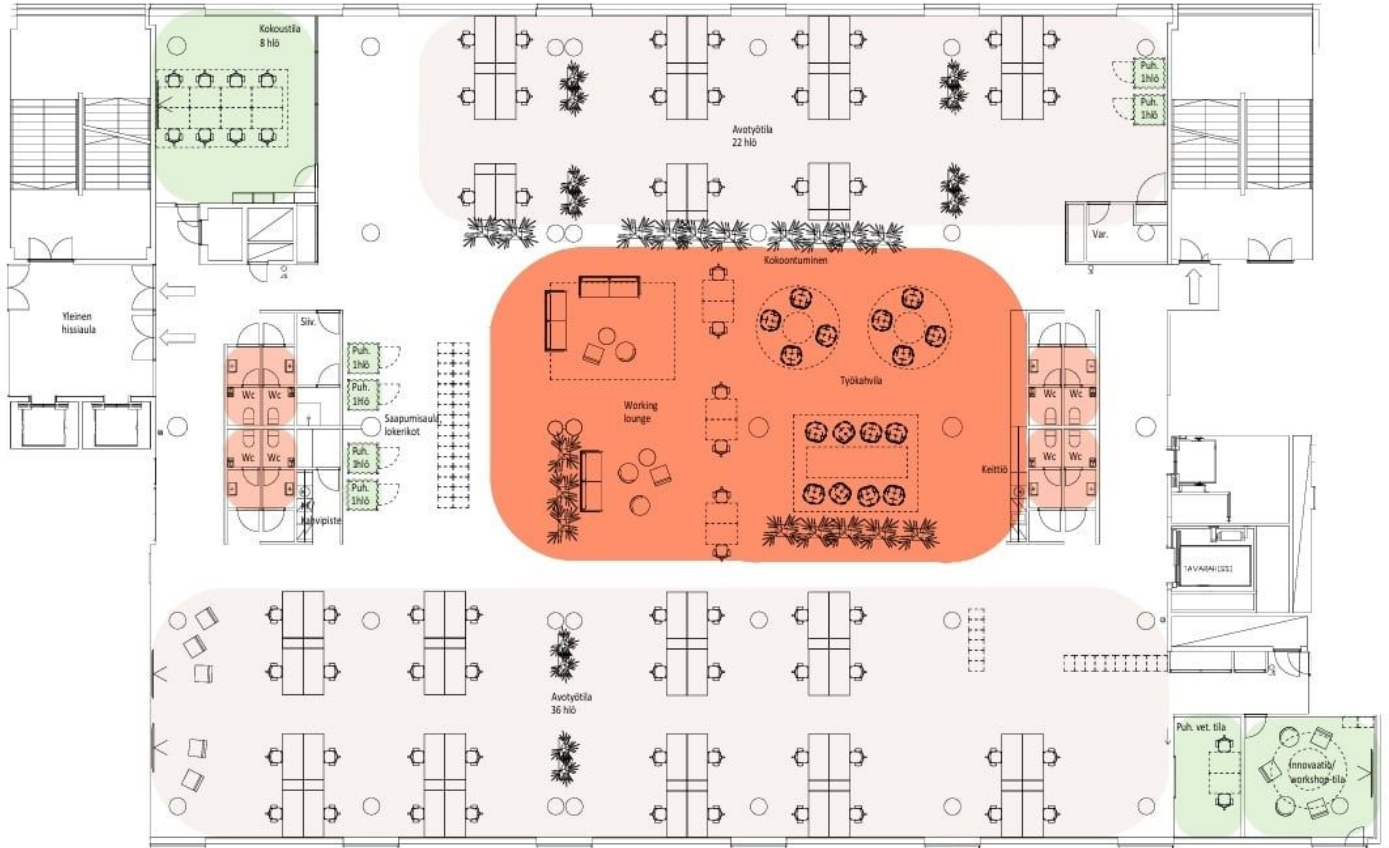 Kokoustila
8 hlö
Puh.
1hlö
Puh.
1hlö
Avotyötila
22 hlö
Var.
Kokoontuminen
Yleinen
hissiaula
Siiv.
Puh.
1hlö
Puh.
1Hlö
Wc
Wc
Wc
Wc
Saapumisaula
lokerikot
Puh.
1hlö
Puh.
1hlö
Kahvipiste
Working
lounge
Työkahvila
Keittiö
Wc
Wc
Wc
Wc
TAVARAHISSI
Avotyötila
36 hlö
Puh. vet. tila
Innovaatio/
workshop-tila